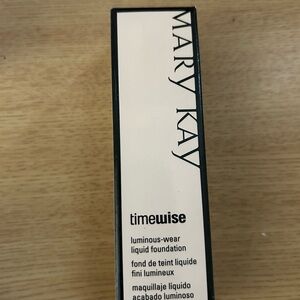 MARY KAY
timewise
luminous-wear
liquid foundation
fond de teint liquide
fini lumineux
maquillaje líquido
acabado luminoso